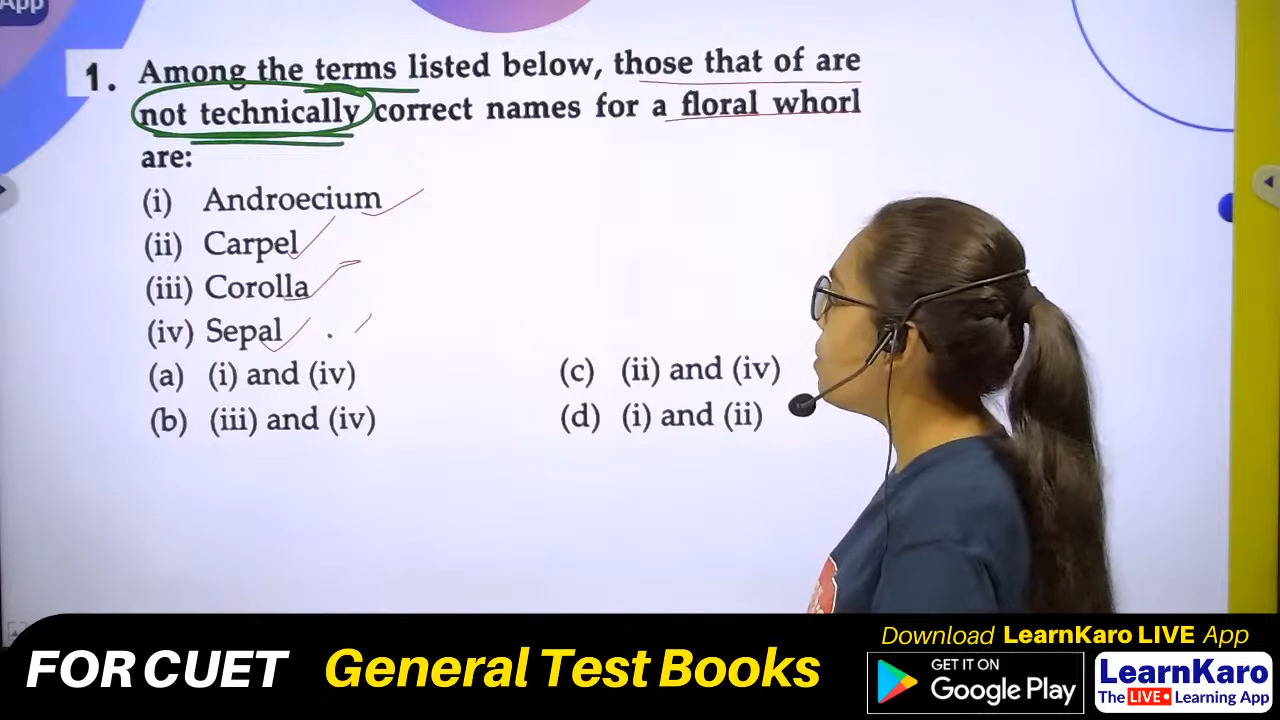 App
1. Among the terms listed below, those that of are
not technically correct names for a floral whorl
are:
(i) Androecium
(ii) Carpel
(iii) Corolla
(iv) Sepal
(a) (i) and (iv) (c) (ii) and (iv)
(b) (iii) and (iv) (d) (i) and (ii)
FOR CUET General Test Books
Download LearnKaro LIVE App
GET IT ON
Google Play
LearnKaro
The LIVE Learning App